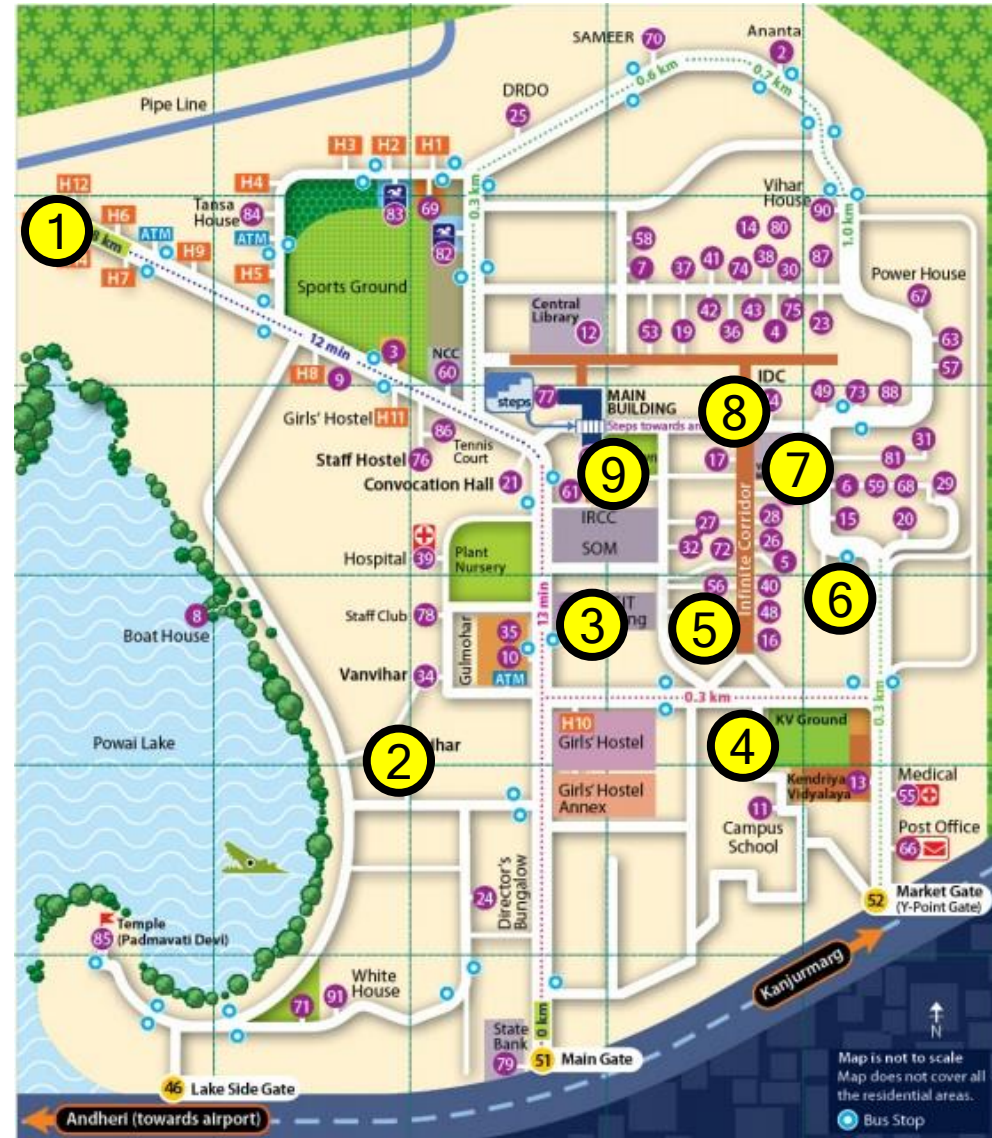 SAMEER
70
Ananta
2
0.6 km
0.7 km
Pipe Line
DRDO
25
H3
H2
H1
H12
H4
Tansa
House
84
83
69
0.3 km
Vihar
House
90
1.0 km
1
H6
ATM
ATM
82
H9
H7
H5
Sports Ground
58
14
80
7
37
41
74
38
30
87
Power House
67
Central
Library
12
42
43
75
53
19
36
4
23
63
57
12 min
3
NCC
60
H8
9
IDC
steps
77
MAIN
BUILDING
8
49
73
88
Girls' Hostel
H11
86
Tennis
Court
Staff Hostel
76
Convocation Hall
21
9
61
17
7
31
81
6
59
68
29
IRCC
SOM
27
32
72
28
26
5
15
20
Infinite Corridor
Hospital
39
Plant
Nursery
13 min
56
40
48
16
6
8
Boat House
Staff Club
78
Gulmohar
35
10
ATM
3
5
Vanvihar
34
0.3 km
0.3 km
Powai Lake
2
H10
Girls' Hostel
4
KV Ground
Girls' Hostel
Annex
Kendriya
Vidyalaya
13
Medical
55
11
Campus
School
Post Office
66
24
Director's
Bungalow
52
Market Gate
(Y-Point Gate)
Temple
(Padmavati Devi)
85
White
House
71
91
Kanjurmarg
0 km
State
Bank
79
51
Main Gate
N
46
Lake Side Gate
Map is not to scale
Map does not cover all
the residential areas.
Bus Stop
Andheri (towards airport)